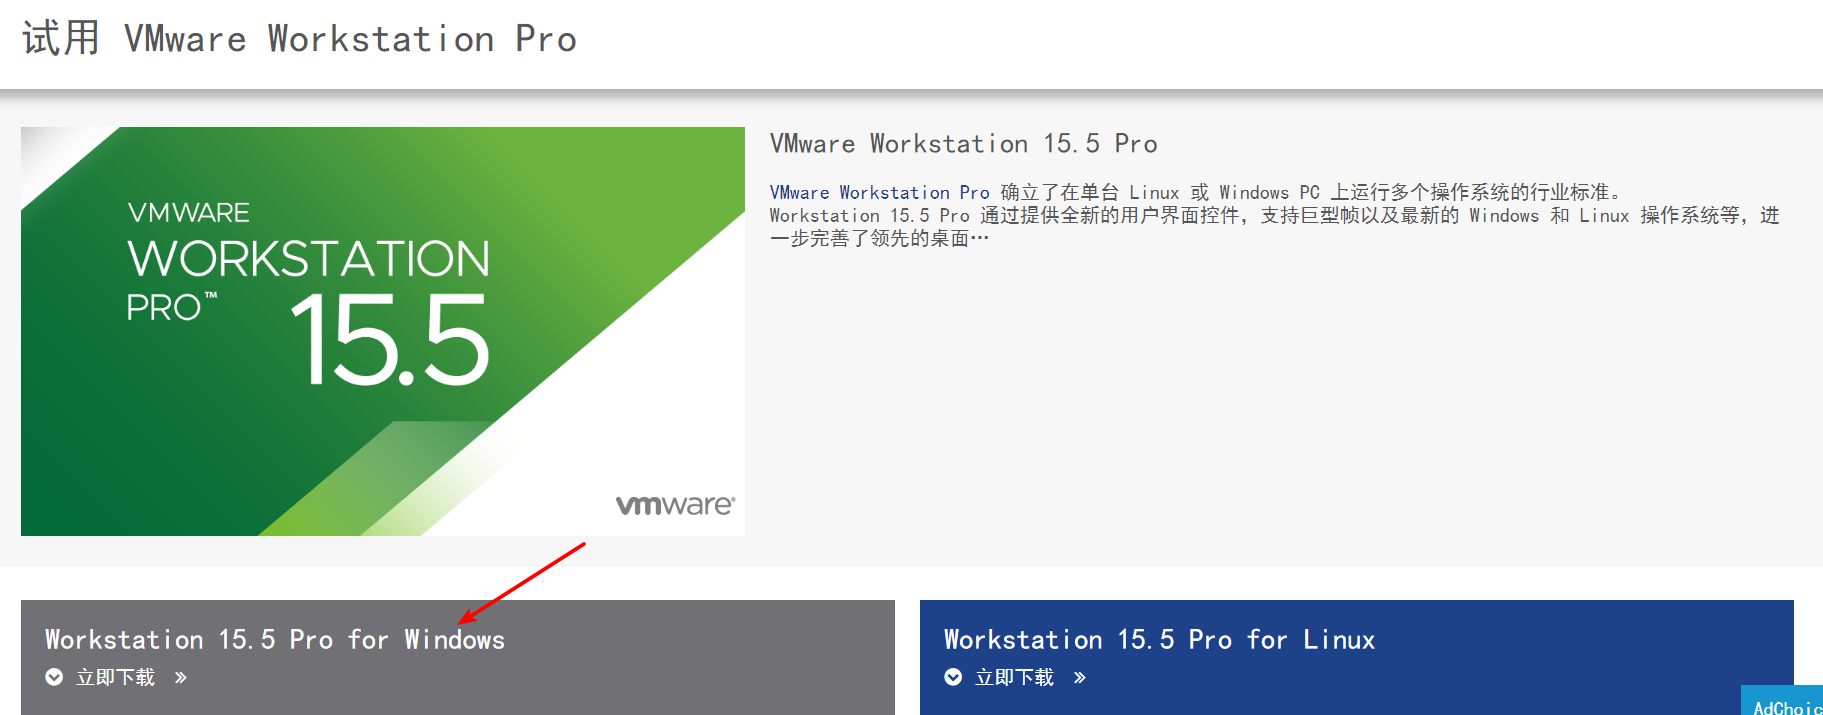 试用 VMware Workstation Pro
VMWARE
WORKSTATION
PRO™ 15.5
vmware®
VMware Workstation 15.5 Pro
VMware Workstation Pro 确立了在单台 Linux 或 Windows PC 上运行多个操作系统的行业标准。
Workstation 15.5 Pro 通过提供全新的用户界面控件，支持巨型帧以及最新的 Windows 和 Linux 操作系统等，进
一步完善了领先的桌面…
Workstation 15.5 Pro for Windows
立即下载 »
Workstation 15.5 Pro for Linux
立即下载 »
AdChoic